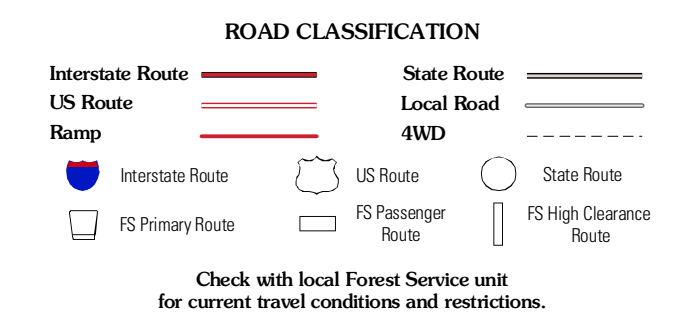 ROAD CLASSIFICATION
Interstate Route
State Route
US Route
Local Road
Ramp
4WD
Interstate Route
US Route
State Route
FS Primary Route
FS Passenger
Route
FS High Clearance
Route
Check with local Forest Service unit
for current travel conditions and restrictions.